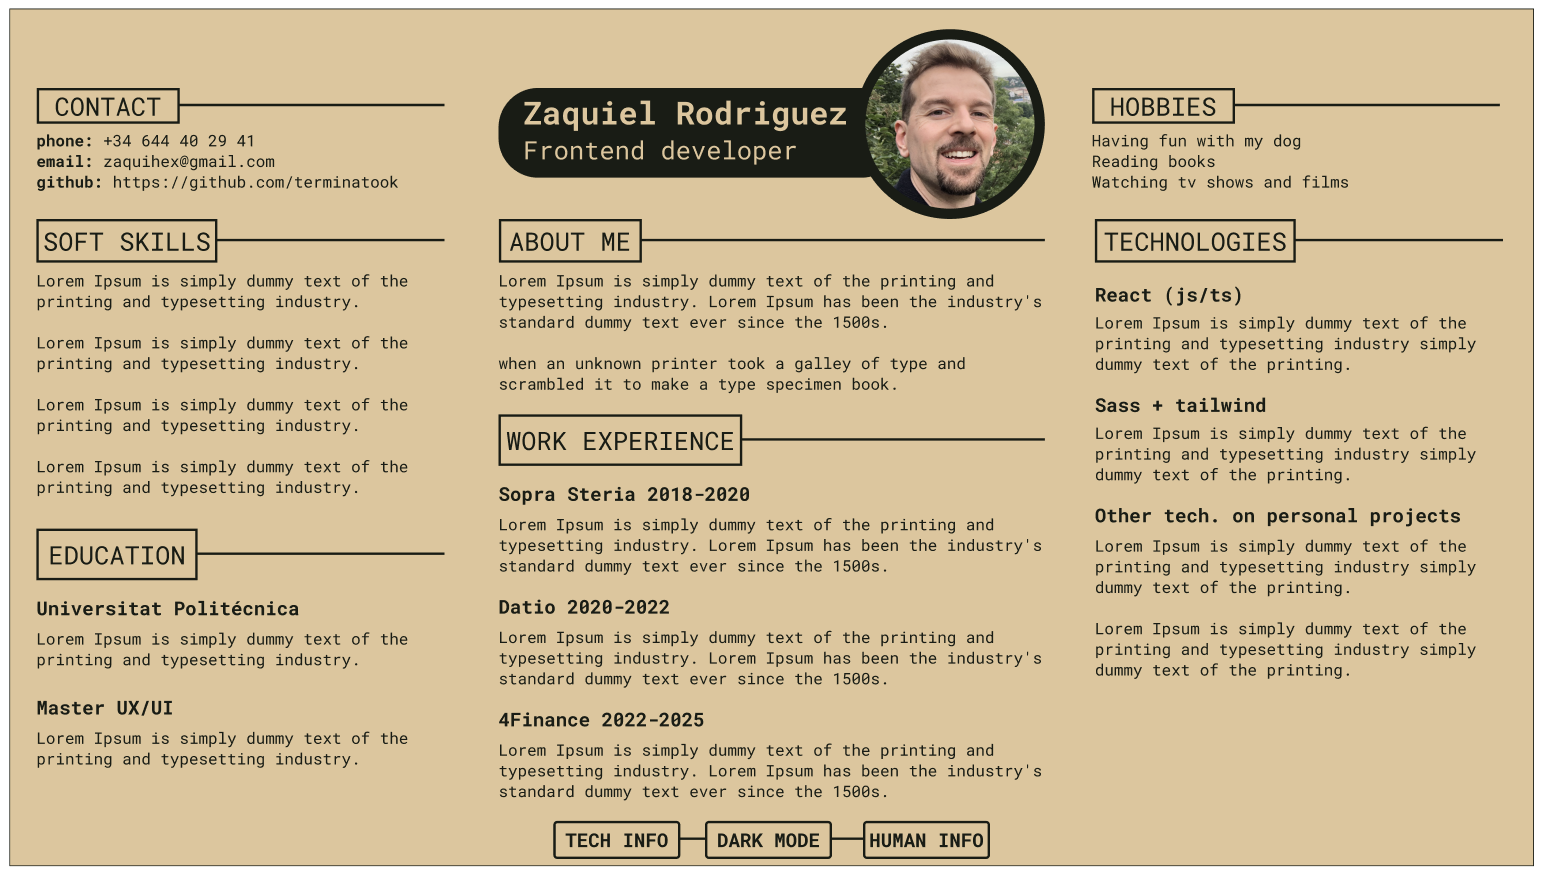 CONTACT
phone: +34 644 40 29 41
email: zaquihex@gmail.com
github: https://github.com/terminatook
SOFT SKILLS
Lorem Ipsum is simply dummy text of the
printing and typesetting industry.
Lorem Ipsum is simply dummy text of the
printing and typesetting industry.
Lorem Ipsum is simply dummy text of the
printing and typesetting industry.
Lorem Ipsum is simply dummy text of the
printing and typesetting industry.
EDUCATION
Universitat Politécnica
Lorem Ipsum is simply dummy text of the
printing and typesetting industry.
Master UX/UI
Lorem Ipsum is simply dummy text of the
printing and typesetting industry.
Zaquiel Rodriguez
Frontend developer
ABOUT ME
Lorem Ipsum is simply dummy text of the printing and
typesetting industry. Lorem Ipsum has been the industry's
standard dummy text ever since the 1500s.
when an unknown printer took a galley of type and
scrambled it to make a type specimen book.
WORK EXPERIENCE
Sopra Steria 2018-2020
Lorem Ipsum is simply dummy text of the printing and
typesetting industry. Lorem Ipsum has been the industry's
standard dummy text ever since the 1500s.
Datio 2020-2022
Lorem Ipsum is simply dummy text of the printing and
typesetting industry. Lorem Ipsum has been the industry's
standard dummy text ever since the 1500s.
4Finance 2022-2025
Lorem Ipsum is simply dummy text of the printing and
typesetting industry. Lorem Ipsum has been the industry's
standard dummy text ever since the 1500s.
HOBBIES
Having fun with my dog
Reading books
Watching tv shows and films
TECHNOLOGIES
React (js/ts)
Lorem Ipsum is simply dummy text of the
printing and typesetting industry simply
dummy text of the printing.
Sass + tailwind
Lorem Ipsum is simply dummy text of the
printing and typesetting industry simply
dummy text of the printing.
Other tech. on personal projects
Lorem Ipsum is simply dummy text of the
printing and typesetting industry simply
dummy text of the printing.
Lorem Ipsum is simply dummy text of the
printing and typesetting industry simply
dummy text of the printing.
TECH INFO
DARK MODE
HUMAN INFO